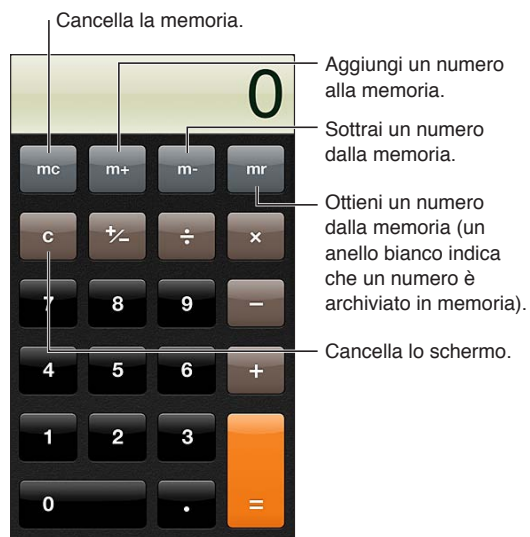 Cancella la memoria.
0
Aggiungi un numero
alla memoria.
Sottrai un numero
dalla memoria.
mc m+ m- mr
Ottieni un numero
dalla memoria (un
anello bianco indica
che un numero è
archiviato in memoria).
c +/- ÷ ×
7 8 9 −
Cancella lo schermo.
4 5 6 +
1 2 3
0 . =